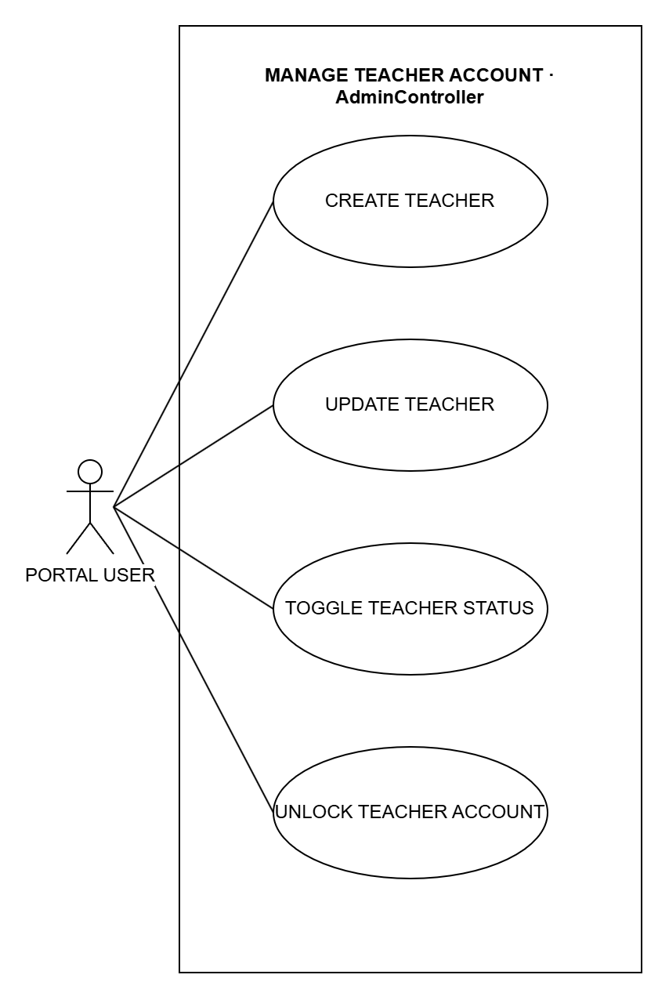 MANAGE TEACHER ACCOUNT ·
AdminController
CREATE TEACHER
UPDATE TEACHER
PORTAL USER
TOGGLE TEACHER STATUS
UNLOCK TEACHER ACCOUNT